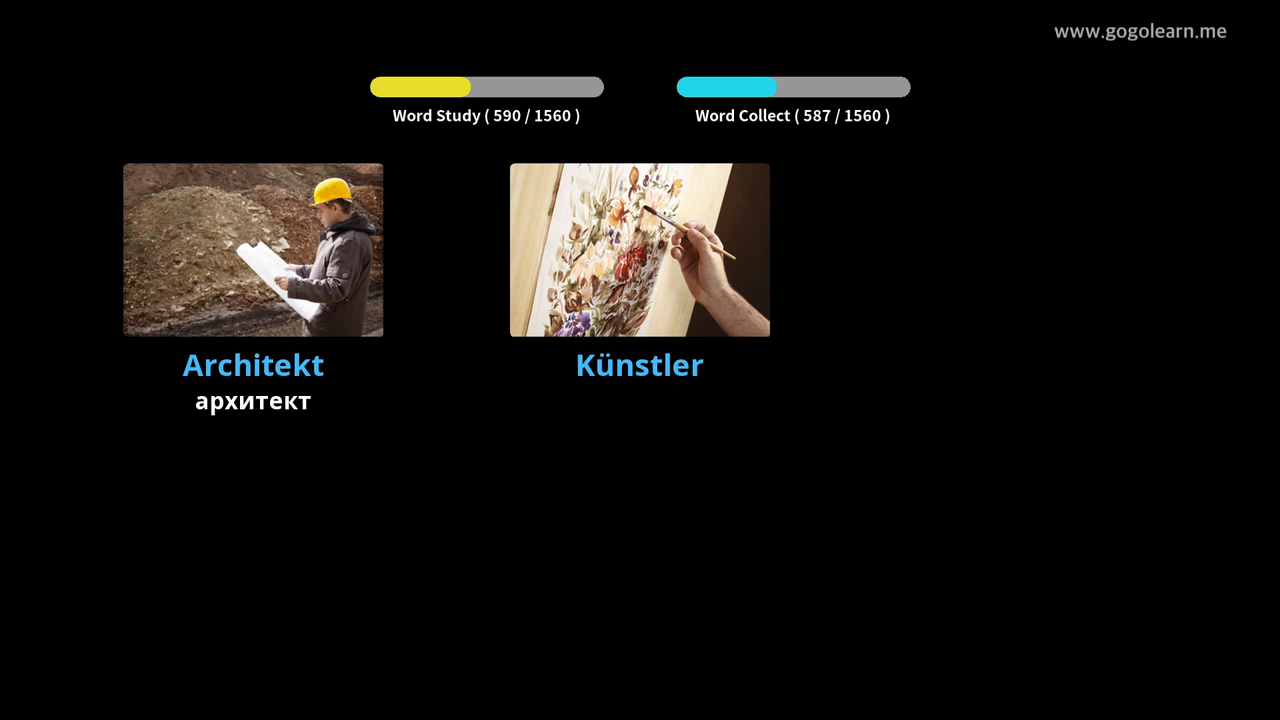 www.gogolearn.me
Word Study ( 590 / 1560 )
Word Collect ( 587 / 1560 )
Architekt
Künstler
архитект